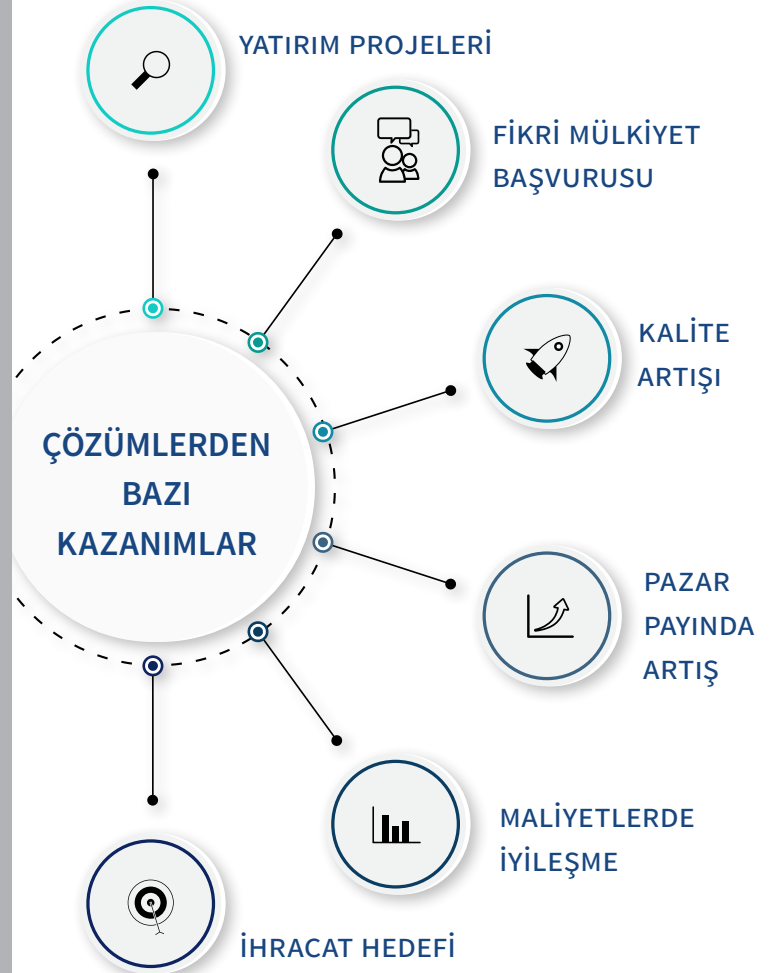 YATIRIM PROJELERİ
FİKRİ MÜLKİYET
BAŞVURUSU
KALİTE
ARTIŞI
ÇÖZÜMLERDEN
BAZI
KAZANIMLAR
PAZAR
PAYINDA
ARTIŞ
MALİYETLERDE
İYİLEŞME
İHRACAT HEDEFİ